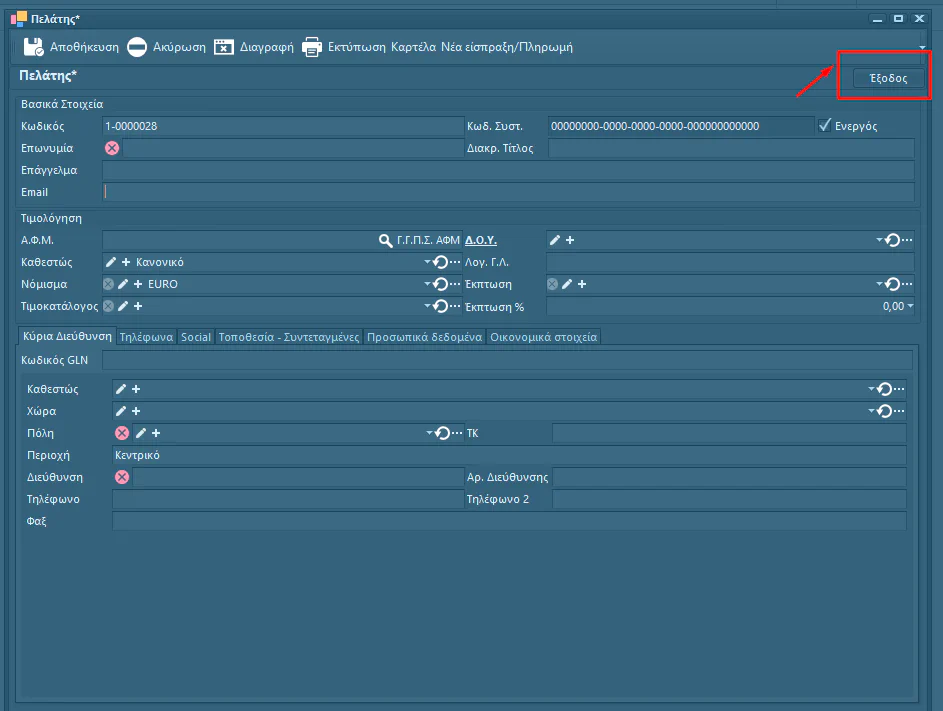 Πελάτης*
Αποθήκευση Ακύρωση Διαγραφή Εκτύπωση Καρτέλα Νέα είσπραξη/Πληρωμή
Πελάτης*
Έξοδος
Βασικά Στοιχεία
Κωδικός 1-0000028 Κωδ. Συστ. 00000000-0000-0000-0000-000000000000 Ενεργός
Επωνυμία Διακρ. Τίτλος
Επάγγελμα
Email
Τιμολόγηση
Α.Φ.Μ. Γ.Γ.Π.Σ. ΑΦΜ Δ.Ο.Υ.
Καθεστώς Κανονικό Λογ. Γ.Λ.
Νόμισμα EURO Έκπτωση
Τιμοκατάλογος Έκπτωση % 0,00
Κύρια Διεύθυνση Τηλέφωνα Social Τοποθεσία - Συντεταγμένες Προσωπικά δεδομένα Οικονομικά στοιχεία
Κωδικός GLN
Καθεστώς
Χώρα
Πόλη ΤΚ
Περιοχή Κεντρικό
Διεύθυνση Αρ. Διεύθυνσης
Τηλέφωνο Τηλέφωνο 2
Φαξ